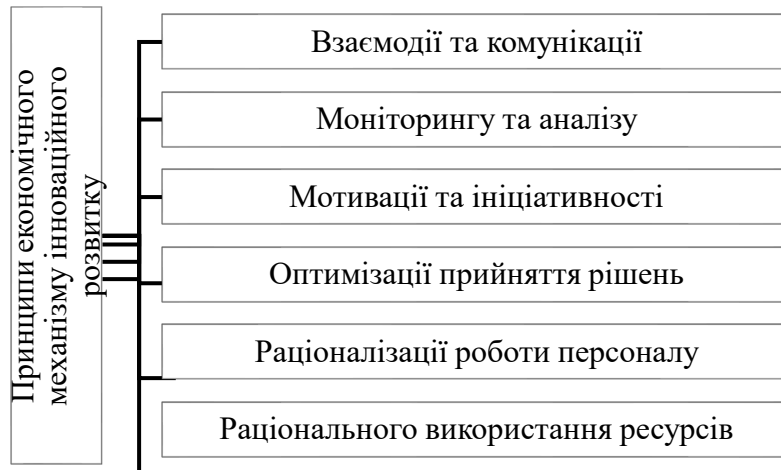 Принципи економічного
механізму інноваційного
розвитку
Взаємодії та комунікації
Моніторингу та аналізу
Мотивації та ініціативності
Оптимізації прийняття рішень
Раціоналізації роботи персоналу
Раціонального використання ресурсів